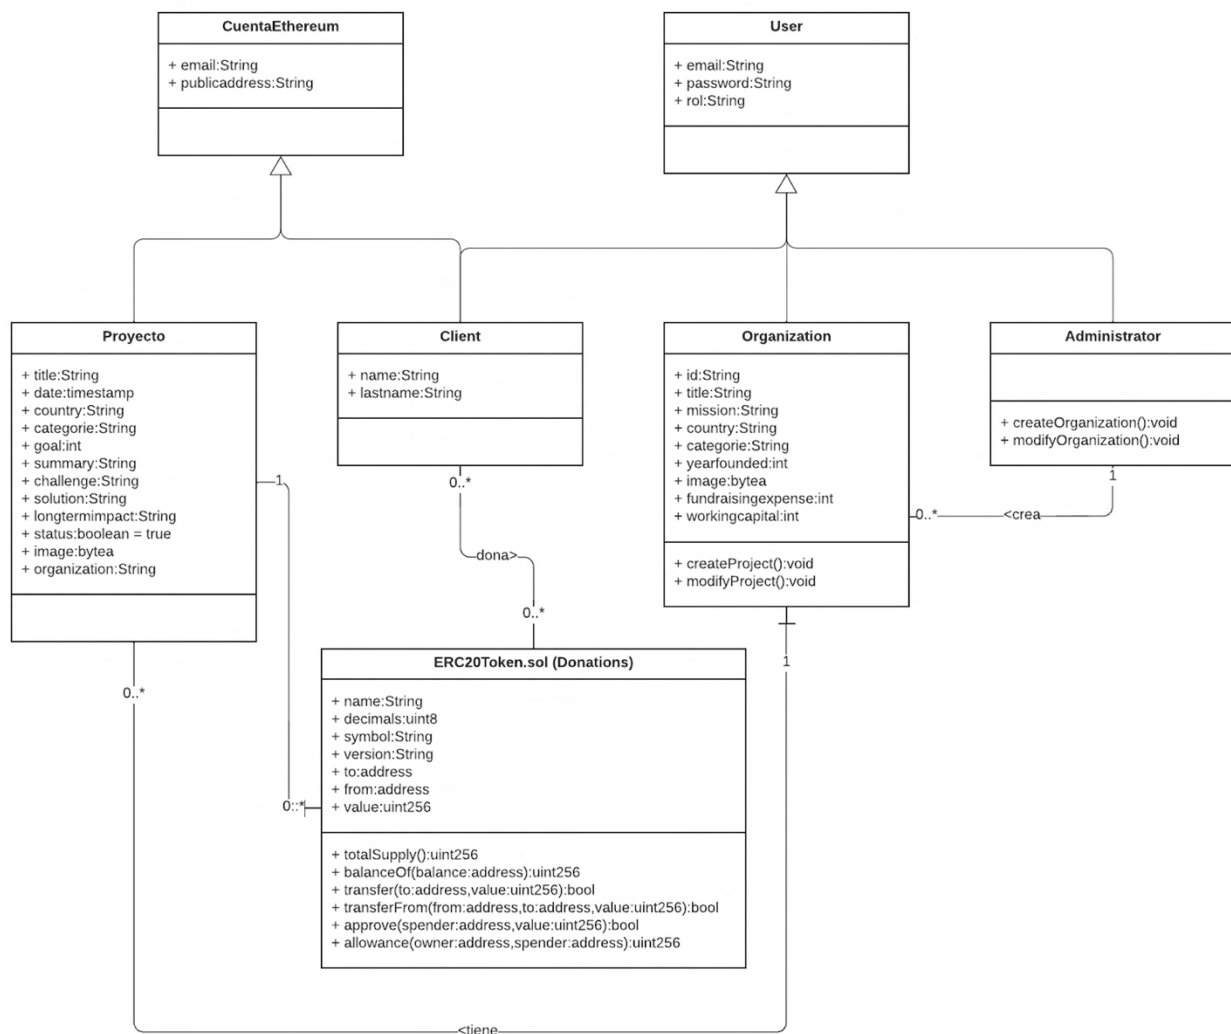 CuentaEthereum
+ email:String
+ publicaddress:String
User
+ email:String
+ password:String
+ rol:String
Proyecto
+ title:String
+ date:timestamp
+ country:String
+ categorie:String
+ goal:int
+ summary:String
+ challenge:String
+ solution:String
+ longtermimpact:String
+ status:boolean = true
+ image:bytea
+ organization:String
Client
+ name:String
+ lastname:String
Organization
+ id:String
+ title:String
+ mission:String
+ country:String
+ categorie:String
+ yearfounded:int
+ image:bytea
+ fundraisingexpense:int
+ workingcapital:int
+ createProject():void
+ modifyProject():void
Administrator
+ createOrganization():void
+ modifyOrganization():void
1
0..*
1
0..*
<crea
dona>
0..*
1
0..*
0::*
ERC20Token.sol (Donations)
+ name:String
+ decimals:uint8
+ symbol:String
+ version:String
+ to:address
+ from:address
+ value:uint256
+ totalSupply():uint256
+ balanceOf(balance:address):uint256
+ transfer(to:address,value:uint256):bool
+ transferFrom(from:address,to:address,value:uint256):bool
+ approve(spender:address,value:uint256):bool
+ allowance(owner:address,spender:address):uint256
<tiene